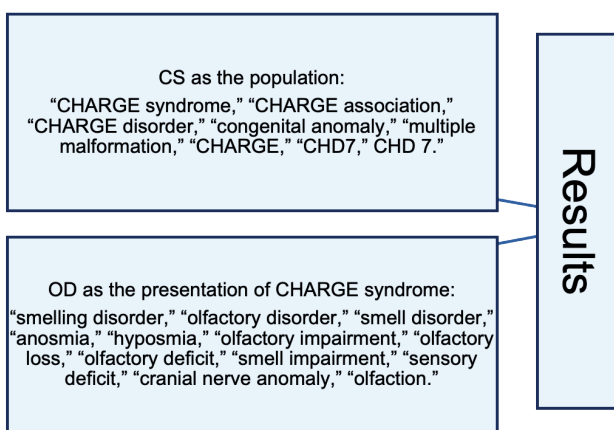 CS as the population:
“CHARGE syndrome,” “CHARGE association,”
“CHARGE disorder,” “congenital anomaly,” “multiple
malformation,” “CHARGE,” “CHD7,” CHD 7.”
OD as the presentation of CHARGE syndrome:
“smelling disorder,” “olfactory disorder,” “smell disorder,”
“anosmia,” “hyposmia,” “olfactory impairment,” “olfactory
loss,” “olfactory deficit,” “smell impairment,” “sensory
deficit,” “cranial nerve anomaly,” “olfaction.”
Results